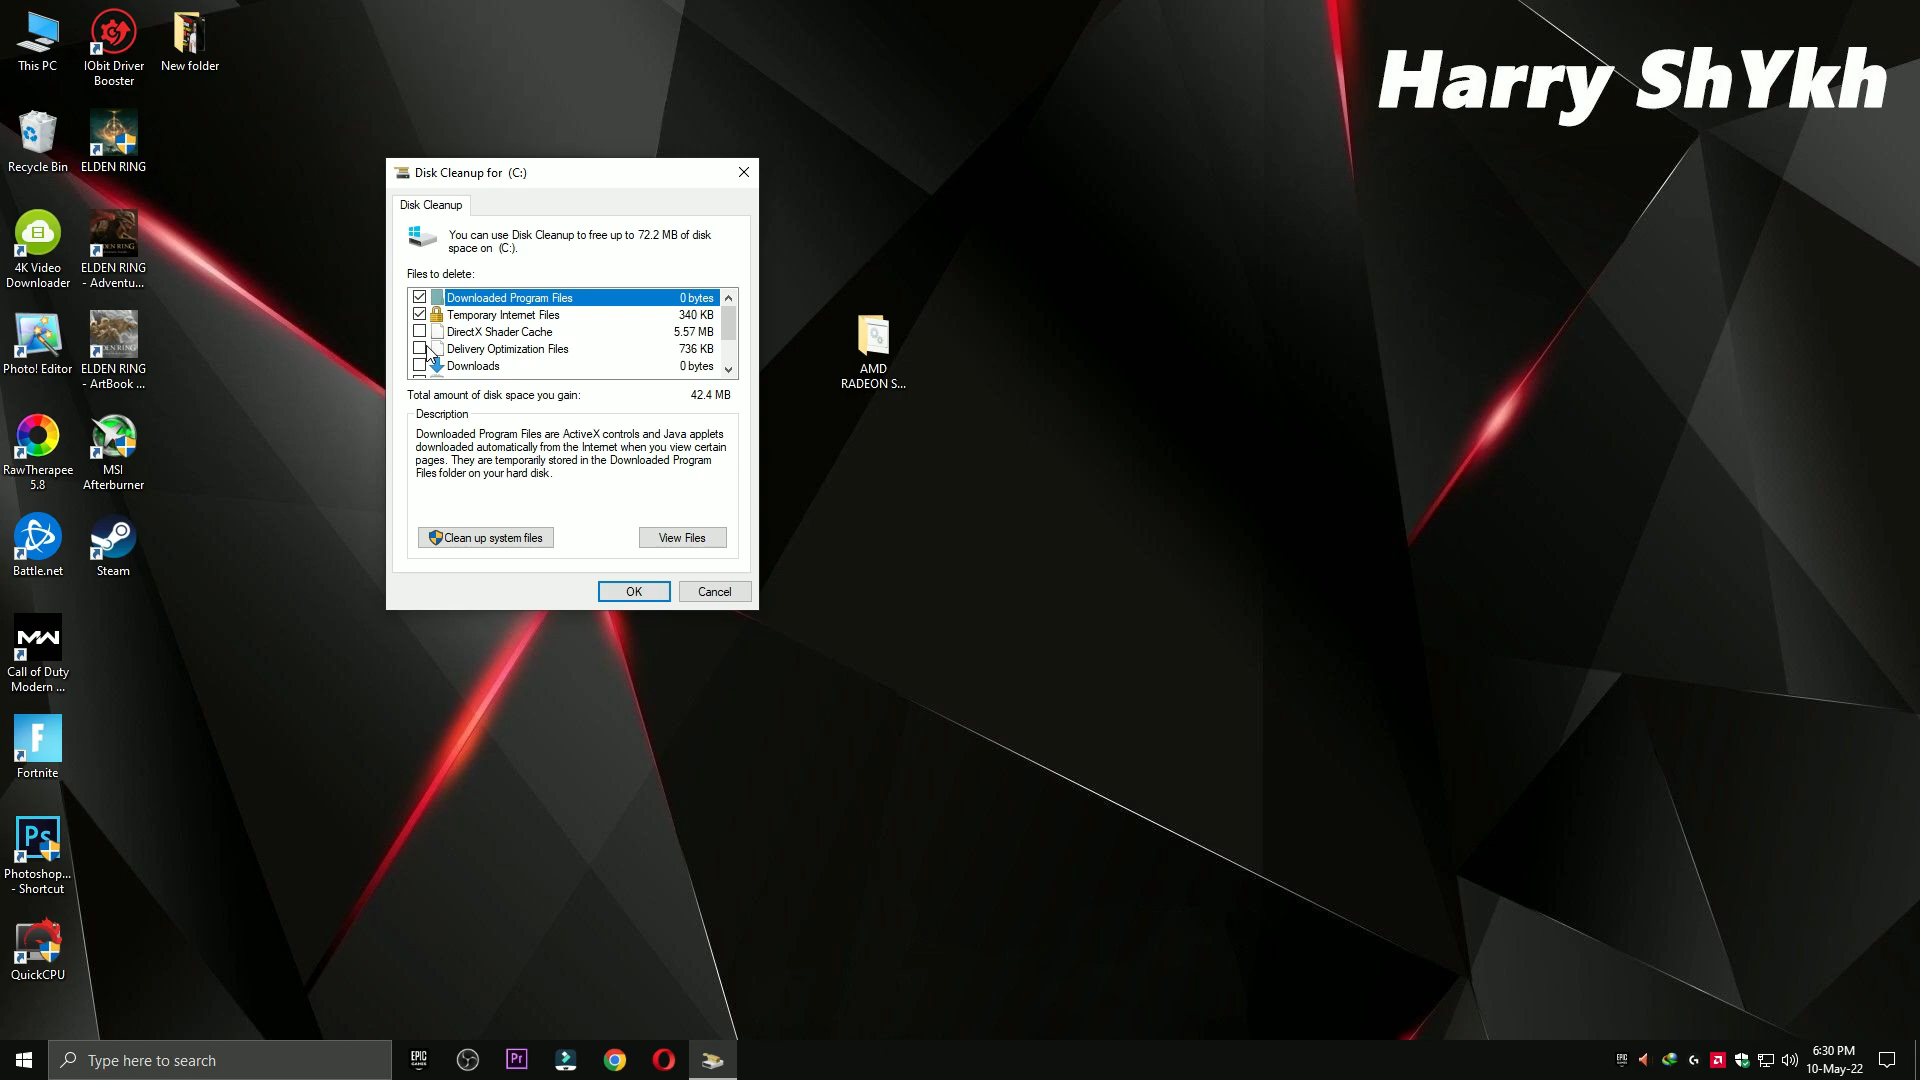 Harry ShYkh
This PC
IObit Driver
Booster
New folder
Recycle Bin
ELDEN RING
4K Video
Downloader
ELDEN RING
- Adventu...
Photo! Editor
ELDEN RING
- ArtBook ...
RawTherapee
5.8
MSI
Afterburner
Battle.net
Steam
Call of Duty
Modern ...
Fortnite
Photoshop...
- Shortcut
QuickCPU
AMD
RADEON S...
Disk Cleanup for (C:)
Disk Cleanup
You can use Disk Cleanup to free up to 72.2 MB of disk
space on (C:).
Files to delete:
Downloaded Program Files 0 bytes
Temporary Internet Files 340 KB
DirectX Shader Cache 5.57 MB
Delivery Optimization Files 736 KB
Downloads 0 bytes
Total amount of disk space you gain: 42.4 MB
Description
Downloaded Program Files are ActiveX controls and Java applets
downloaded automatically from the Internet when you view certain
pages. They are temporarily stored in the Downloaded Program
Files folder on your hard disk.
Clean up system files
View Files
OK
Cancel
Type here to search
EPIC
GAMES
Pr
6:30 PM
10-May-22